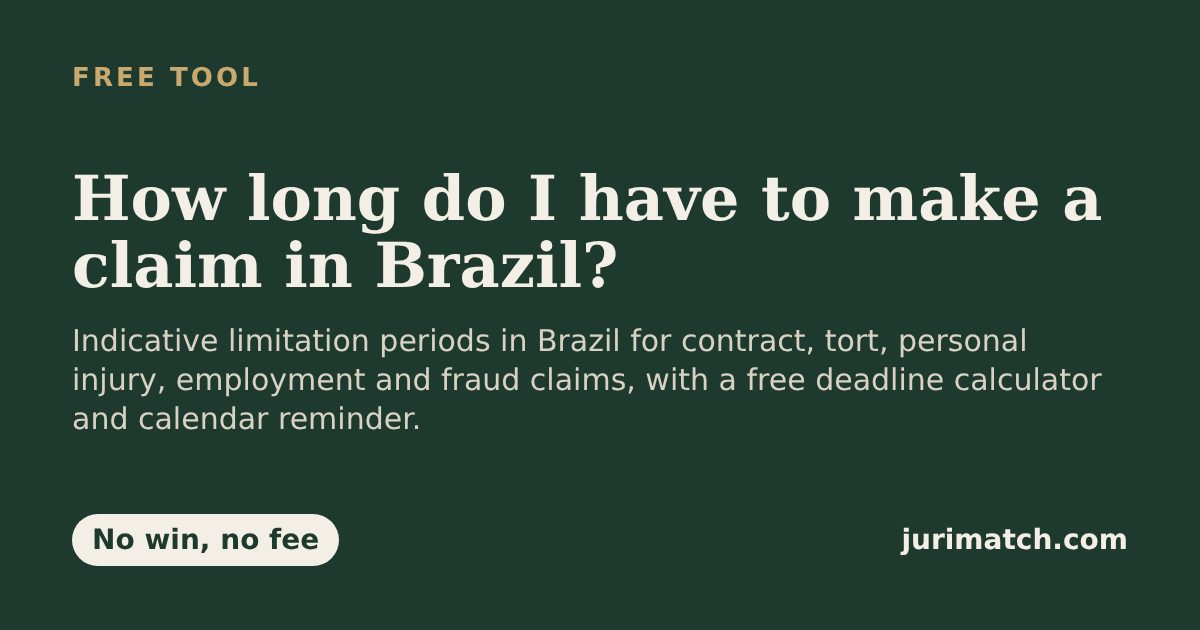 FREE TOOL
How long do I have to make a
claim in Brazil?
Indicative limitation periods in Brazil for contract, tort, personal
injury, employment and fraud claims, with a free deadline calculator
and calendar reminder.
No win, no fee
jurimatch.com